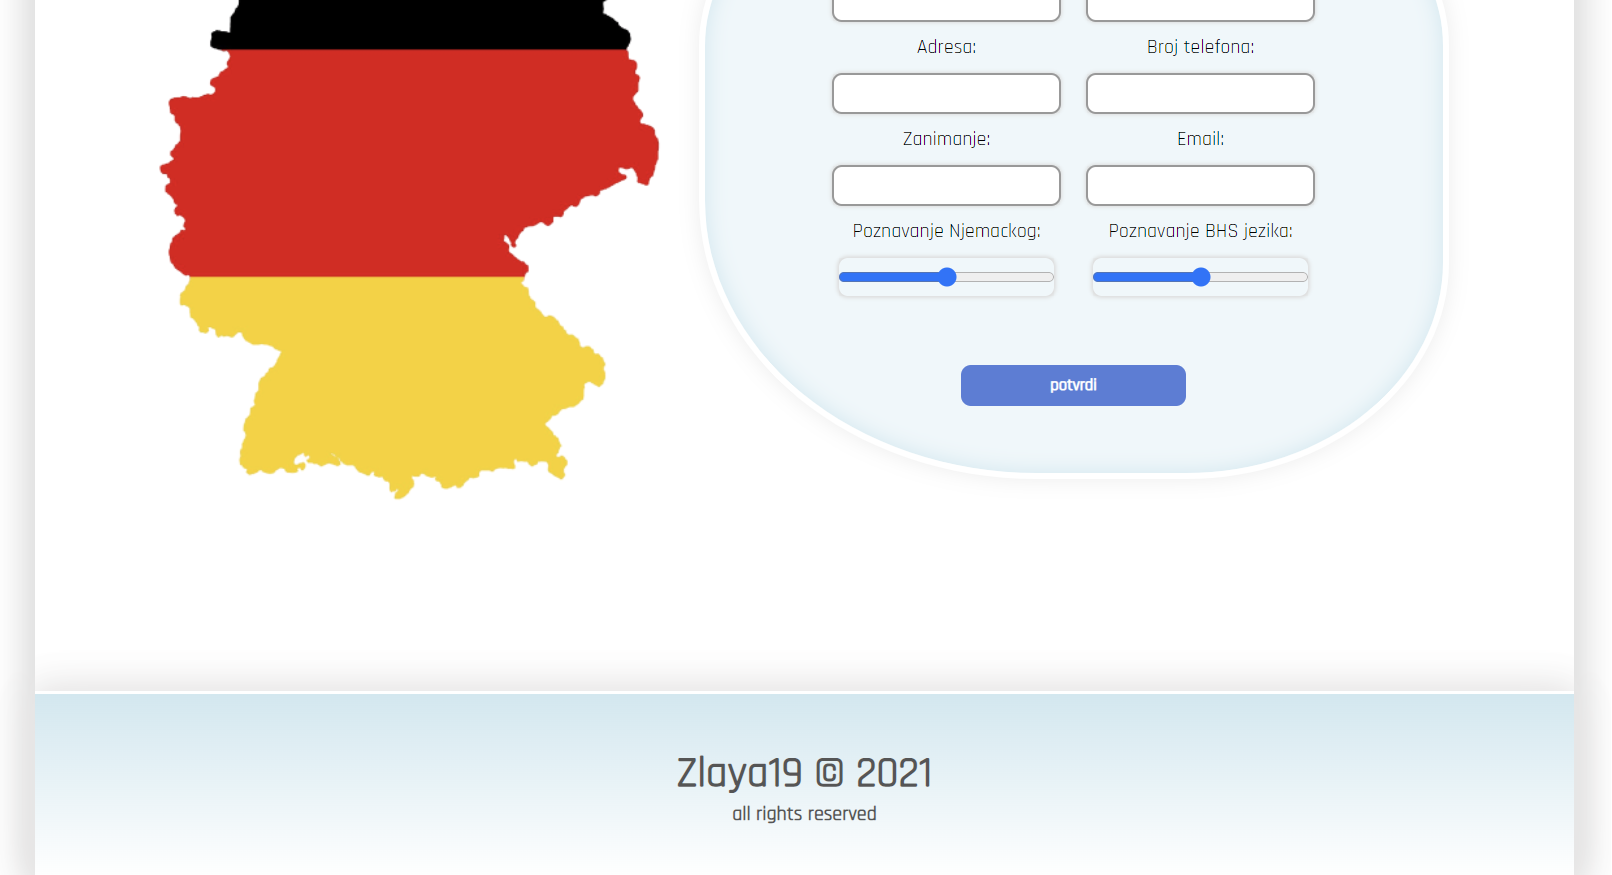 Adresa:
Broj telefona:
Zanimanje:
Email:
Poznavanje Njemackog:
Poznavanje BHS jezika:
potvrdi
Zlaya19 © 2021
all rights reserved